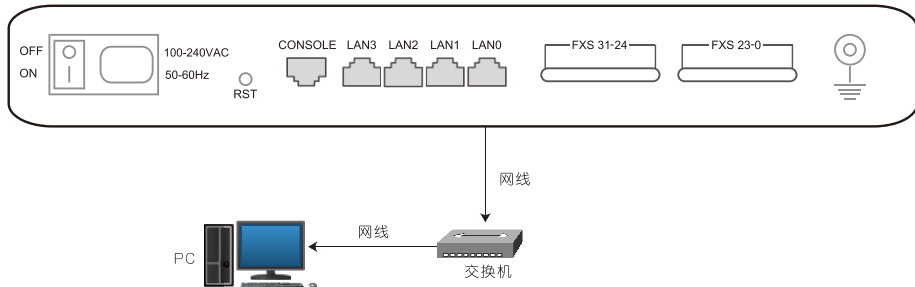 OFF
ON
100-240VAC
50-60Hz
RST
CONSOLE LAN3 LAN2 LAN1 LAN0
FXS 31-24
FXS 23-0
网线
网线
PC
交换机